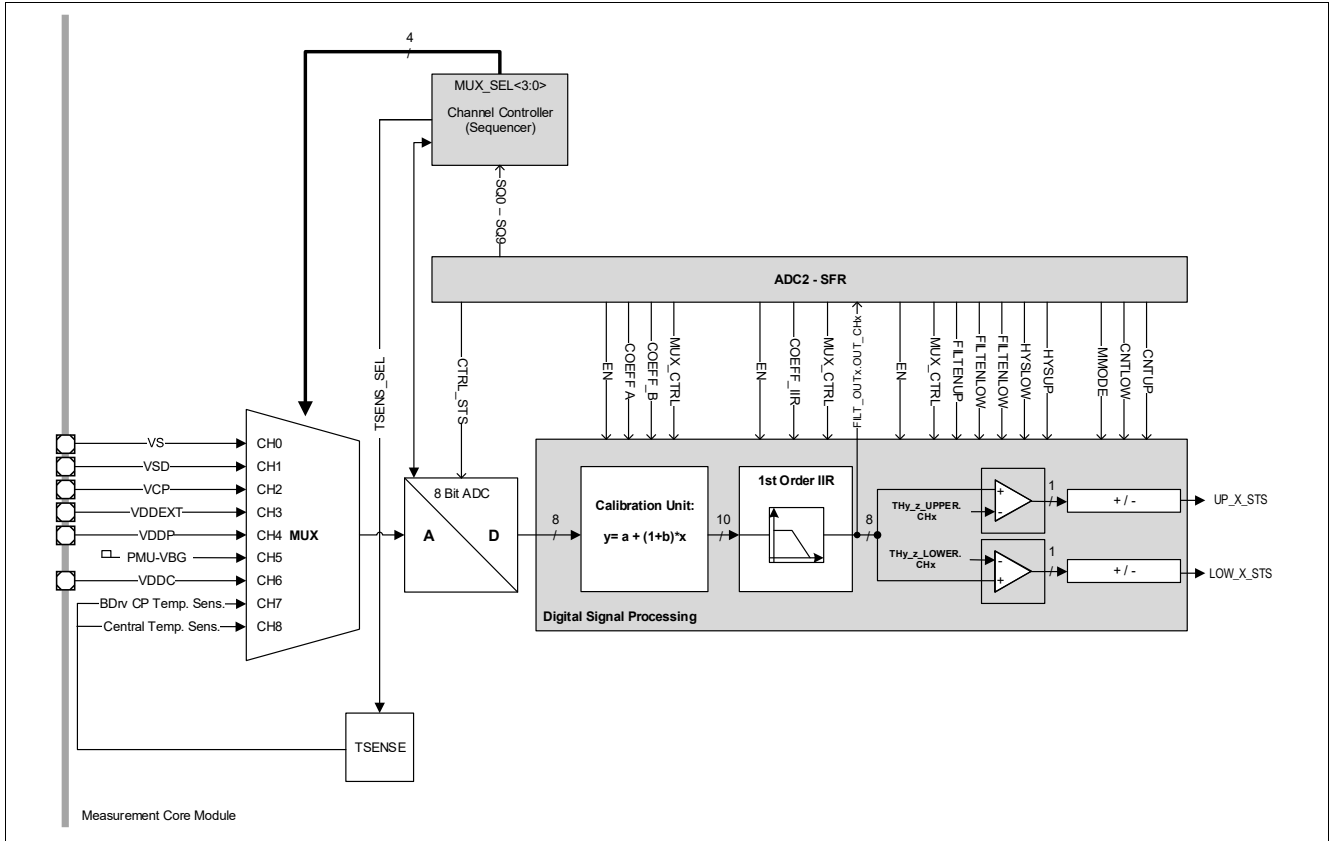 4
MUX_SEL<3:0>
Channel Controller
(Sequencer)
SQ0 – SQ9
ADC2 - SFR
TSENS_SEL
CTRL_STS
EN
COEFF A
COEFF_B
MUX_CTRL
EN
COEFF_IIR
MUX_CTRL
FILT_OUTx.OUT_CHx
EN
MUX_CTRL
FILTENUP
FILTENLOW
FILTENLOW
HYSLOW
HYSUP
MMODE
CNTLOW
CNTUP
VS
CH0
VSD
CH1
VCP
CH2
VDDEXT
CH3
VDDP
CH4
MUX
PMU-VBG
CH5
VDDC
CH6
BDrv CP Temp. Sens.
CH7
Central Temp. Sens.
CH8
8 Bit ADC
A
D
8
Calibration Unit:
y= a + (1+b)*x
10
1st Order IIR
8
THy_z_UPPER.
CHx
+
-
1
+ / -
UP_X_STS
THy_z_LOWER.
CHx
-
+
1
+ / -
LOW_X_STS
Digital Signal Processing
TSENSE
Measurement Core Module